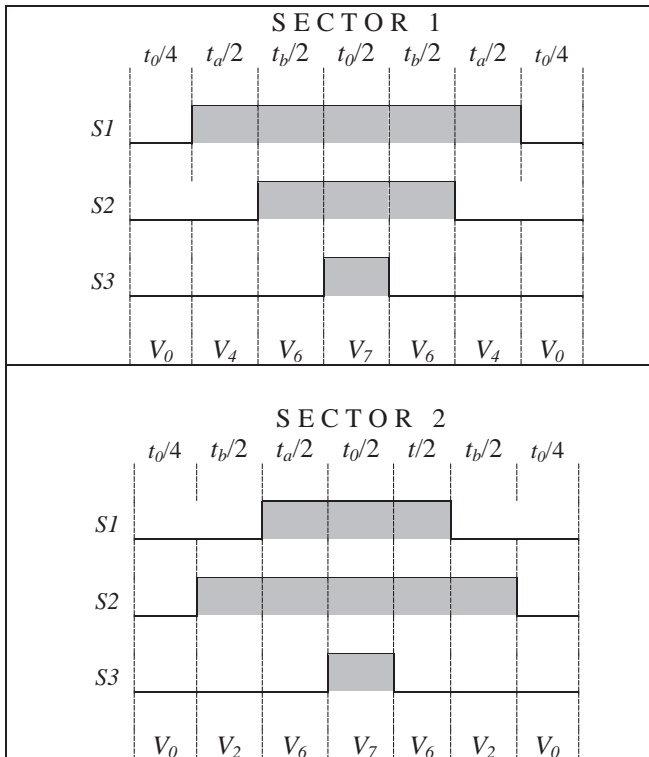 SECTOR 1
t0/4 ta/2 tb/2 t0/2 tb/2 ta/2 t0/4
S1
S2
S3
V0 V4 V6 V7 V6 V4 V0
SECTOR 2
t0/4 tb/2 ta/2 t0/2 t/2 tb/2 t0/4
S1
S2
S3
V0 V2 V6 V7 V6 V2 V0